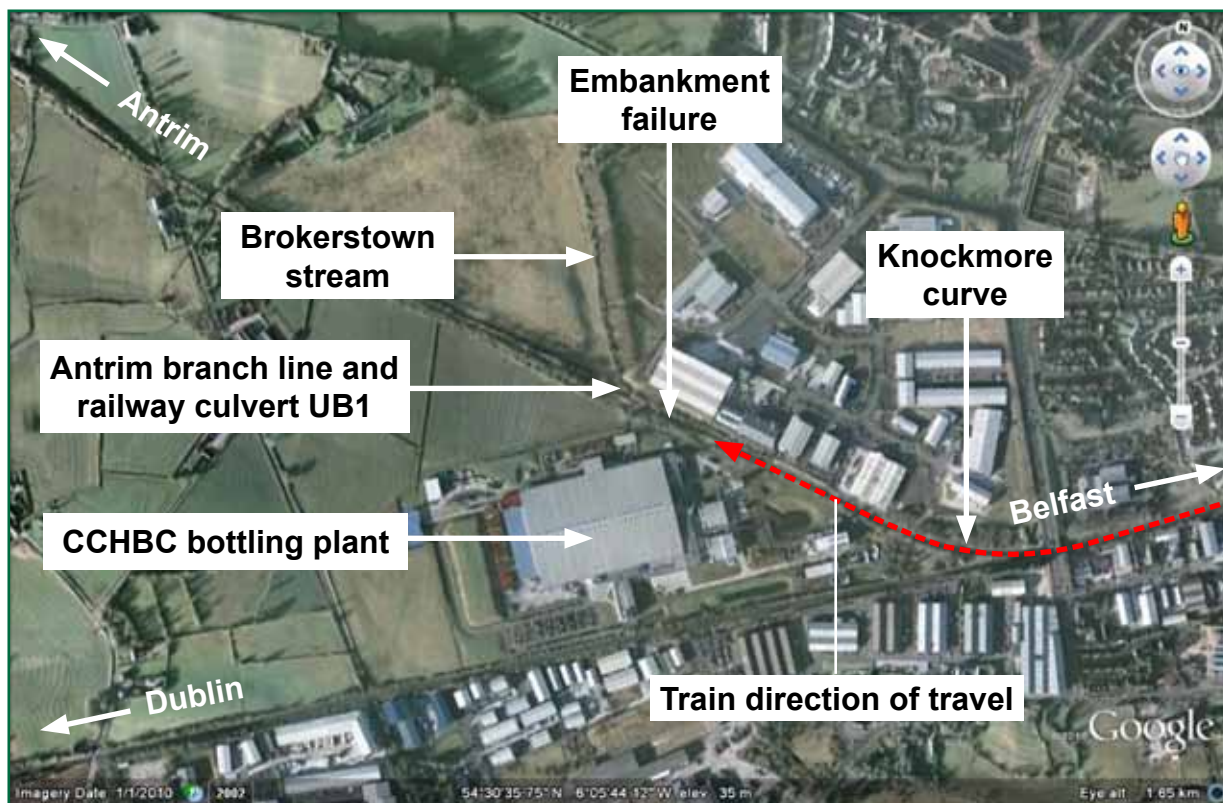 Antrim
Embankment
failure
Brokerstown
stream
Knockmore
curve
Antrim branch line and
railway culvert UB1
Belfast
CCHBC bottling plant
Train direction of travel
Dublin
Google
N
Imagery Date 1/1/2010 2002 54°30'35.75" N 6°05'44.12" W elev 35 m Eye alt 1.65 km